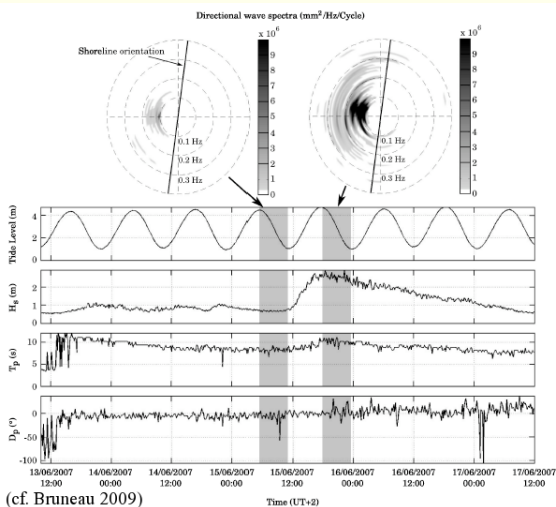 Directional wave spectra (mm²/Hz/Cycle)
Shoreline orientation
x 10⁶
10
9
8
7
6
5
4
3
2
1
0
0.1 Hz
0.2 Hz
0.3 Hz
x 10⁶
10
9
8
7
6
5
4
3
2
1
0
0.1 Hz
0.2 Hz
0.3 Hz
Tide Level (m)
4
2
0
Hs (m)
2
1
0
Tp (s)
10
5
0
Dp (°)
0
-50
-100
13/06/2007 14/06/2007 14/06/2007 15/06/2007 15/06/2007 16/06/2007 16/06/2007 17/06/2007 17/06/2007
12:00 00:00 12:00 00:00 12:00 00:00 12:00 00:00 12:00
(cf. Bruneau 2009)
Time (UT+2)